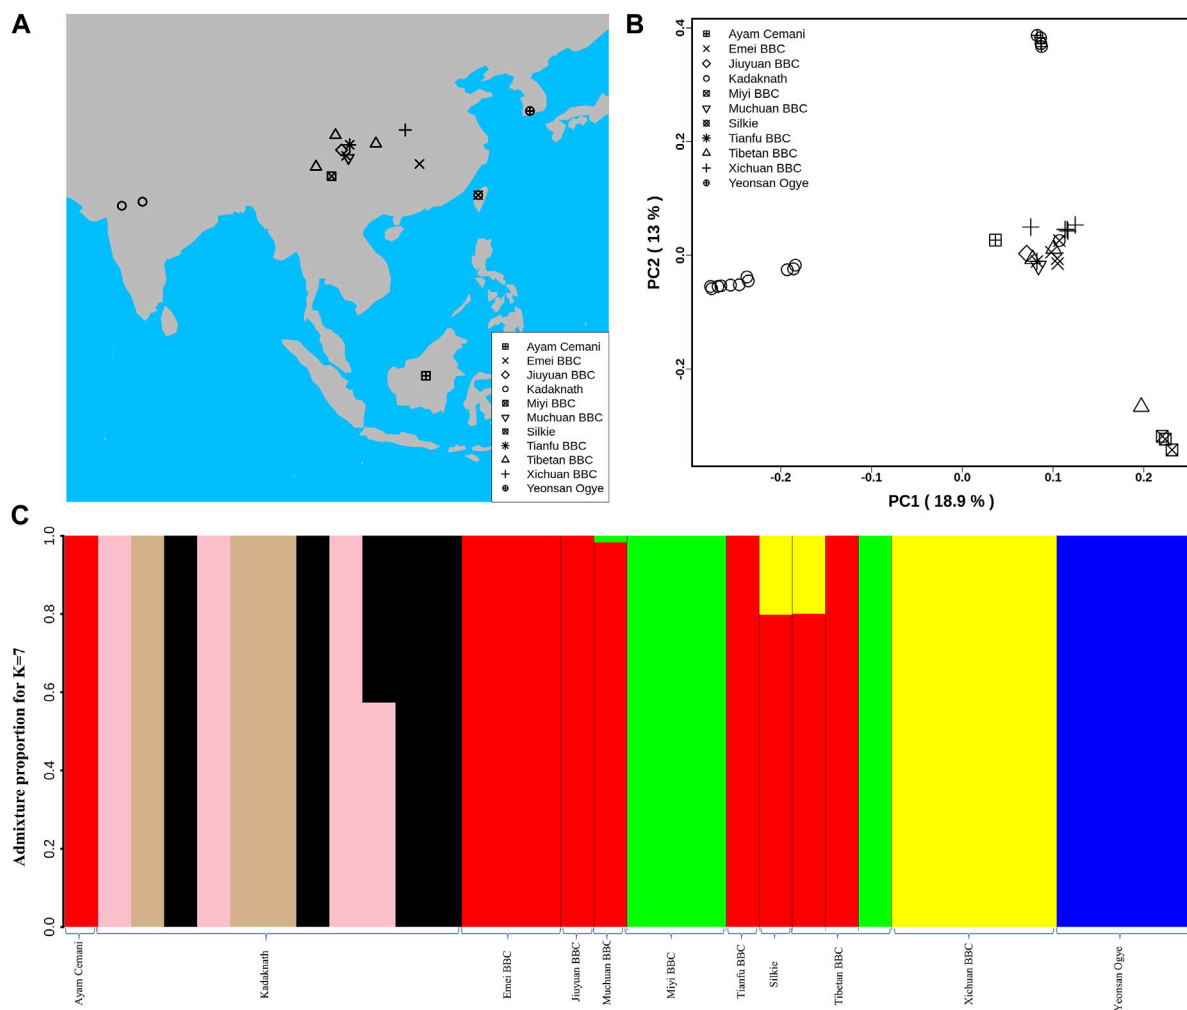 A
Ayam Cemani
Emei BBC
Jiuyuan BBC
Kadaknath
Miyi BBC
Muchuan BBC
Silkie
Tianfu BBC
Tibetan BBC
Xichuan BBC
Yeonsan Ogye
B
Ayam Cemani
Emei BBC
Jiuyuan BBC
Kadaknath
Miyi BBC
Muchuan BBC
Silkie
Tianfu BBC
Tibetan BBC
Xichuan BBC
Yeonsan Ogye
PC2 ( 13 % )
0.4
0.2
0.0
-0.2
-0.2
-0.1
0.0
0.1
0.2
PC1 ( 18.9 % )
C
Admixture proportion for K=7
1.0
0.8
0.6
0.4
0.2
0.0
Ayam Cemani
Kadaknath
Emei BBC
Jiuyuan BBC
Muchuan BBC
Miyi BBC
Tianfu BBC
Silkie
Tibetan BBC
Xichuan BBC
Yeonsan Ogye